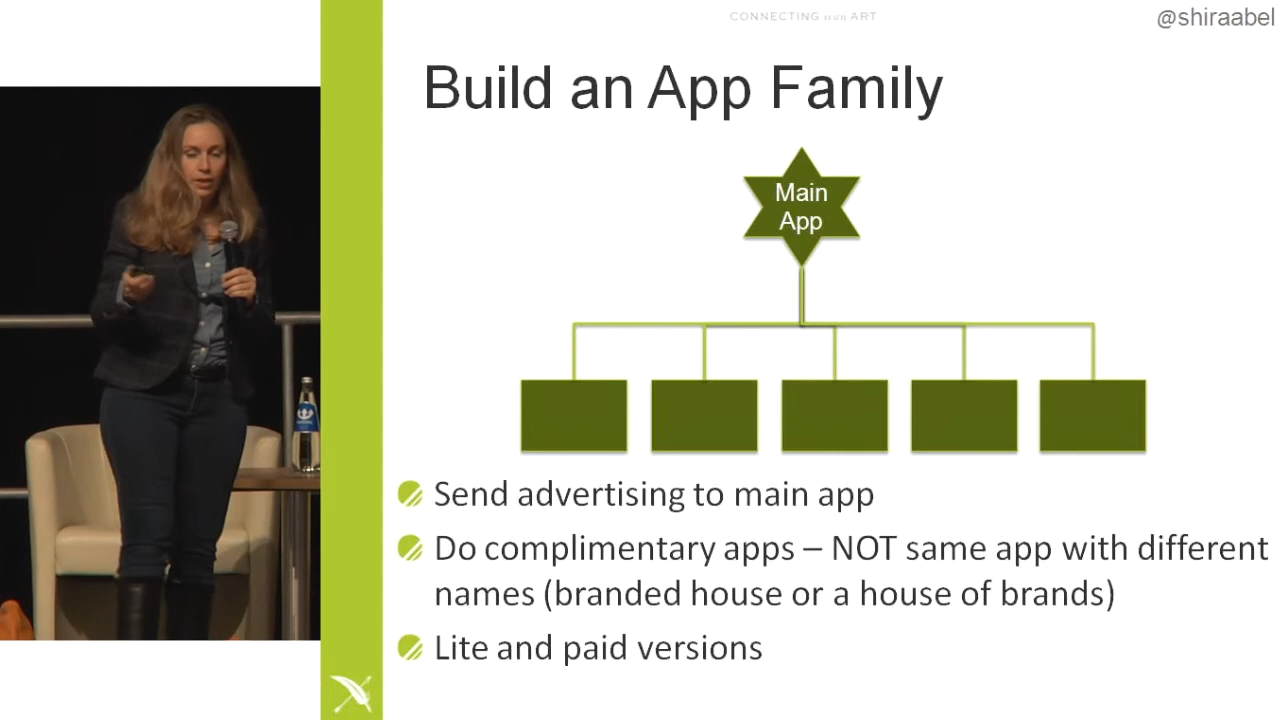 CONNECTING with ART
@shiraabel
Build an App Family
Main
App
Send advertising to main app
Do complimentary apps – NOT same app with different
names (branded house or a house of brands)
Lite and paid versions